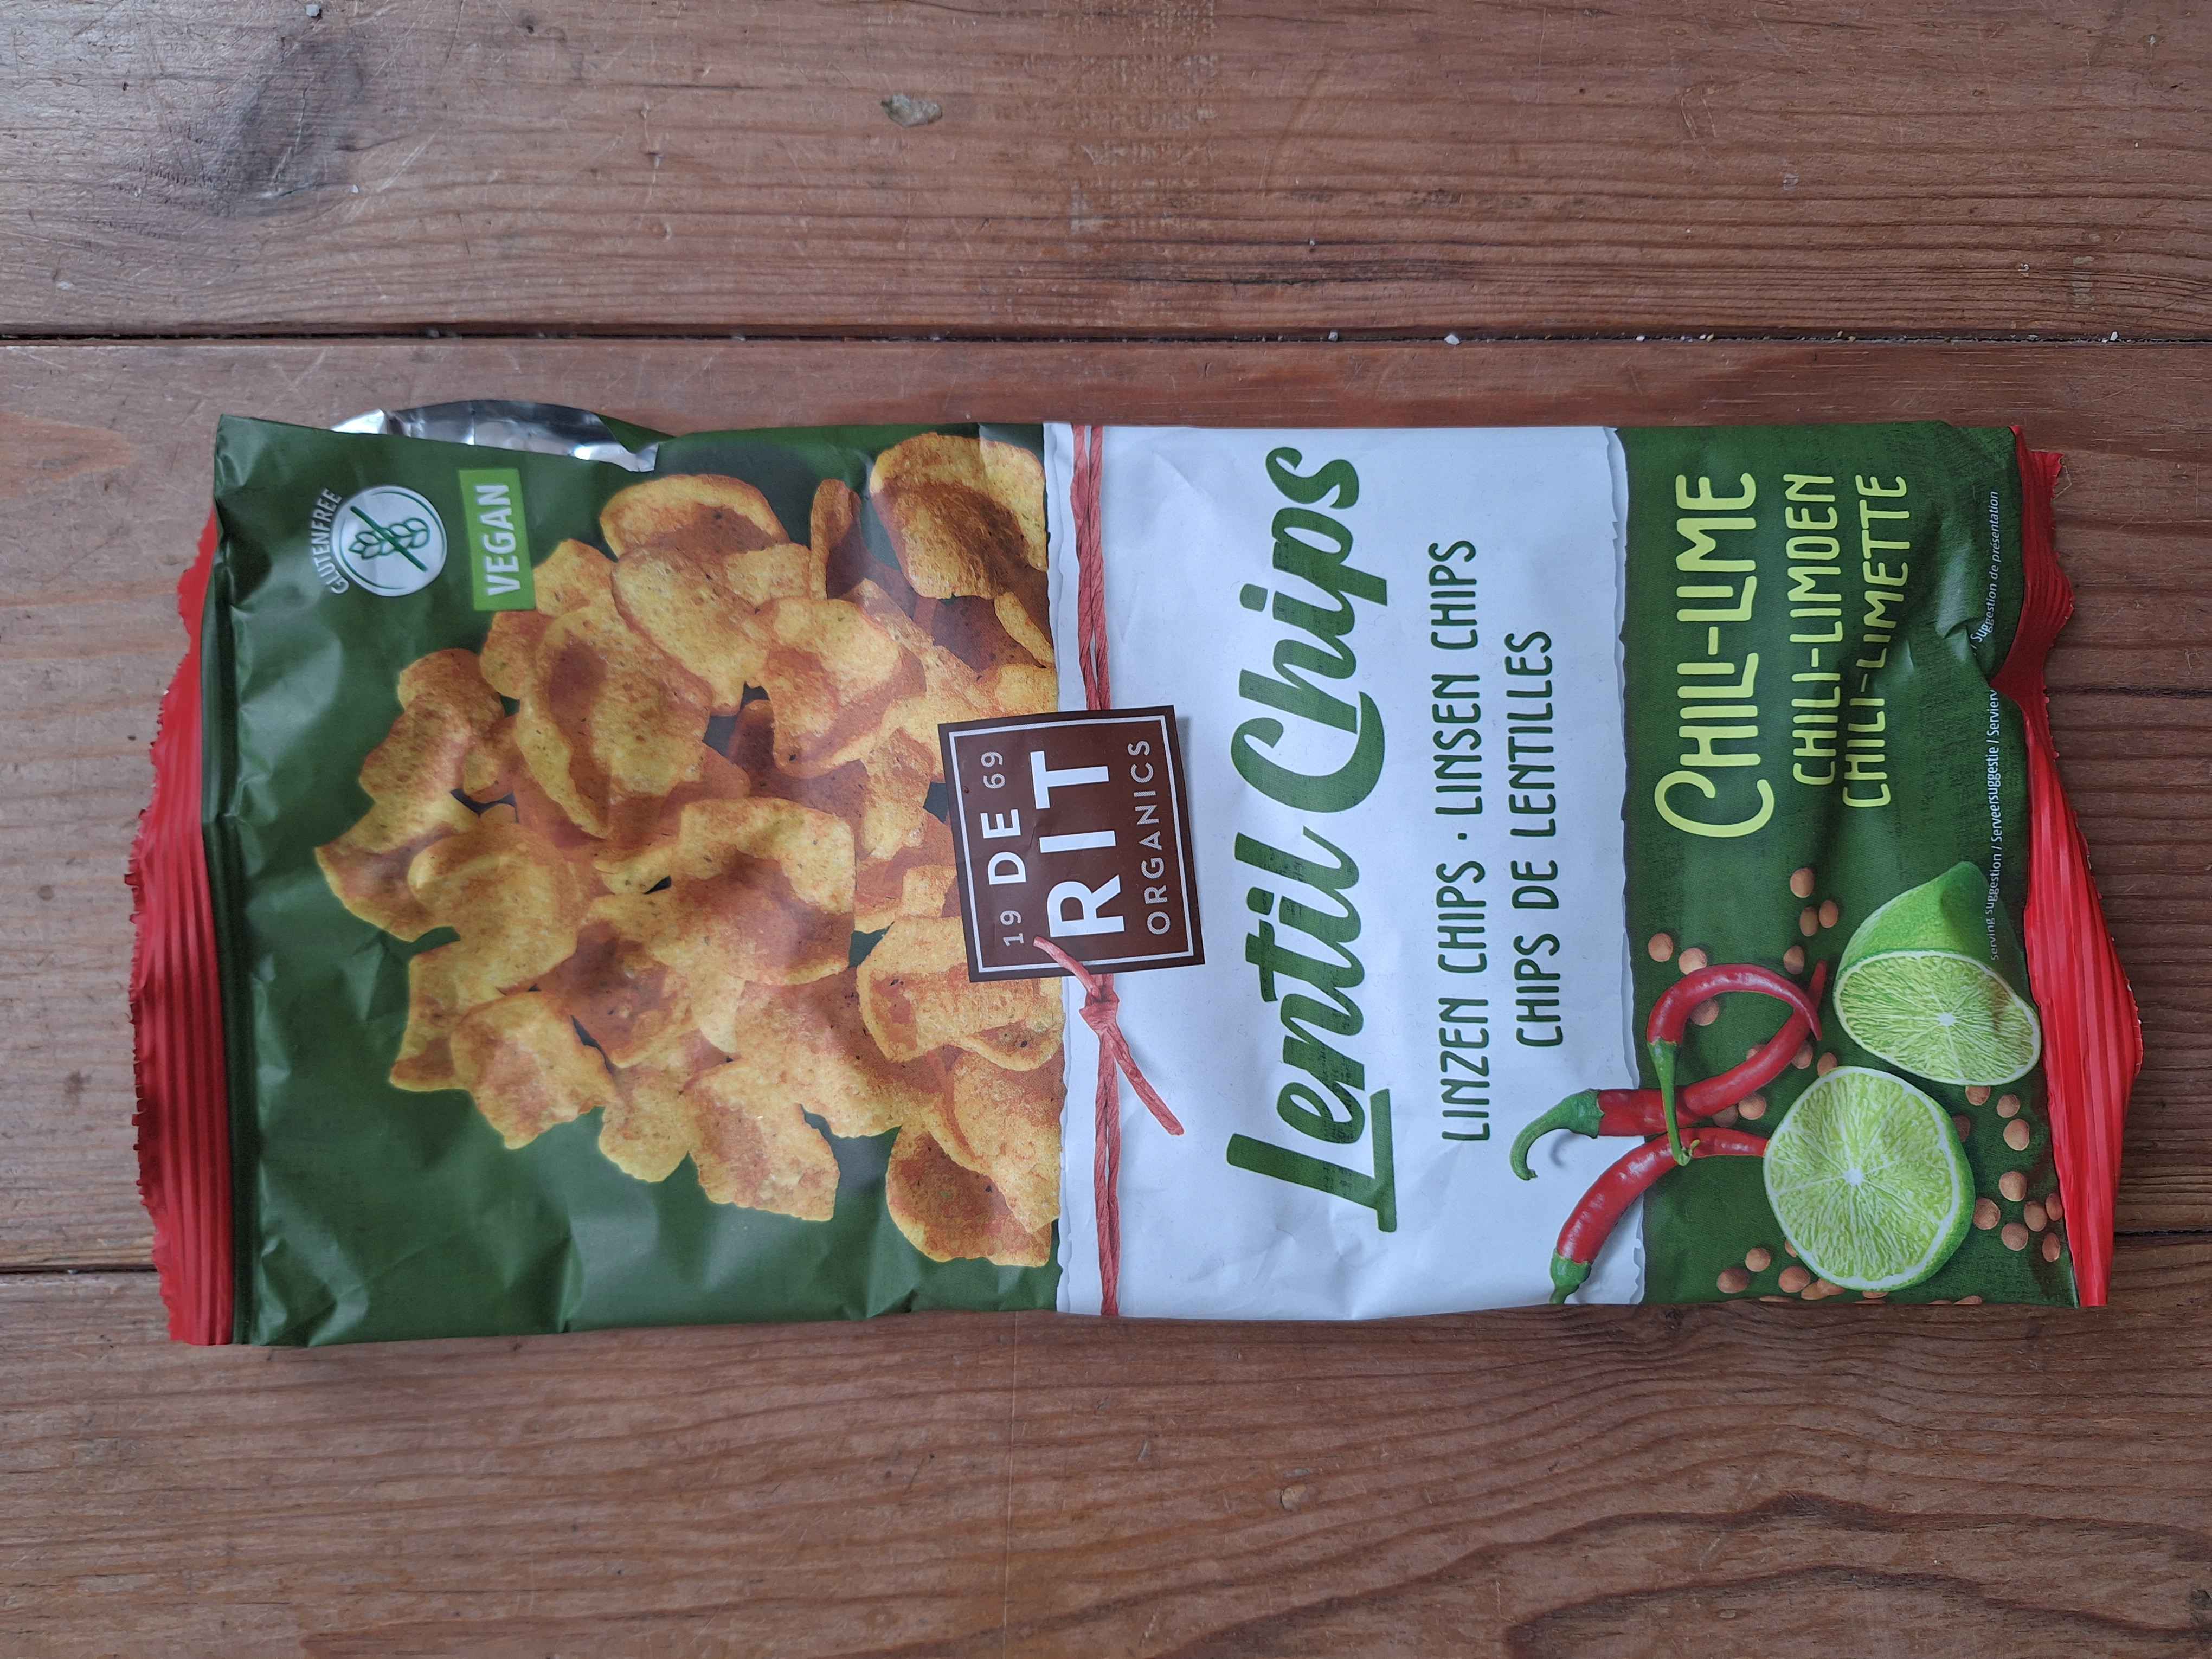 GLUTENFREE
VEGAN
19 DE 69
RIT
ORGANICS
Lentil Chips
LINZEN CHIPS · LINSEN CHIPS
CHIPS DE LENTILLES
CHILI-LIME
CHILI-LIMOEN
CHILI-LIMETTE
Serving suggestion / Serveersuggestie / / Suggestion de présentation